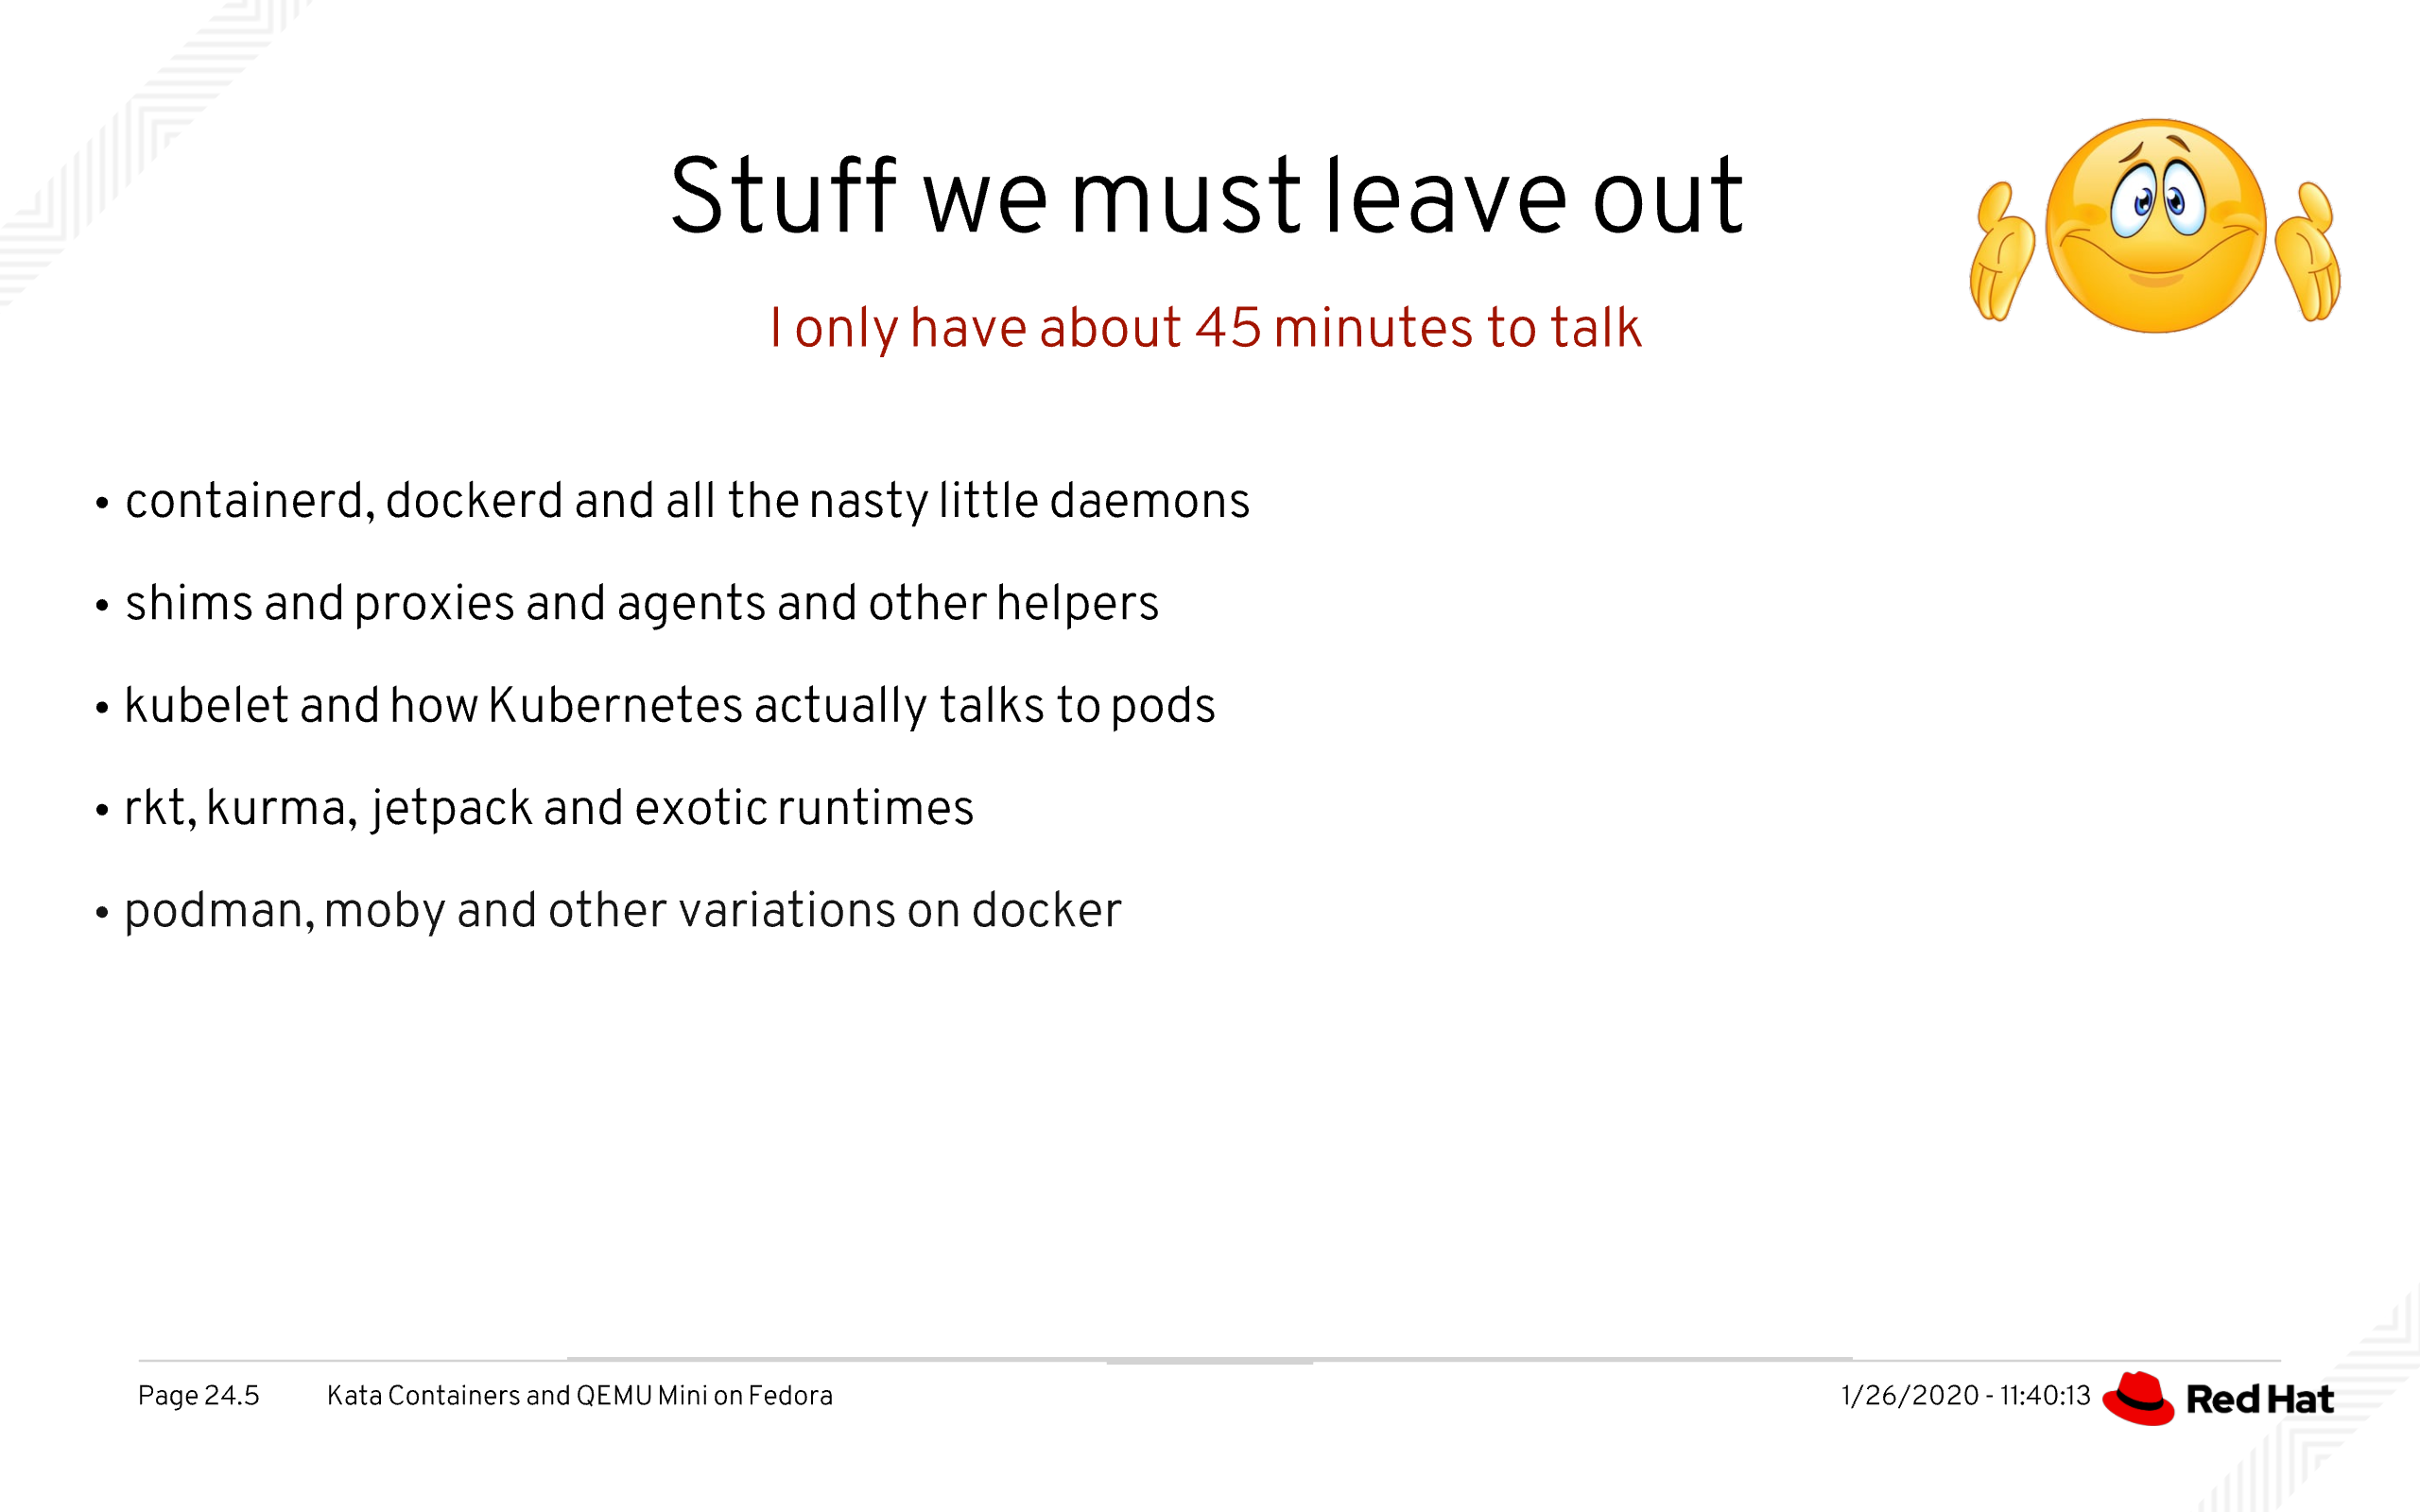 Stuff we must leave out
I only have about 45 minutes to talk
• containerd, dockerd and all the nasty little daemons
• shims and proxies and agents and other helpers
• kubelet and how Kubernetes actually talks to pods
• rkt, kurma, jetpack and exotic runtimes
• podman, moby and other variations on docker
Page 24.5 Kata Containers and QEMU Mini on Fedora 1/26/2020 - 11:40:13 Red Hat